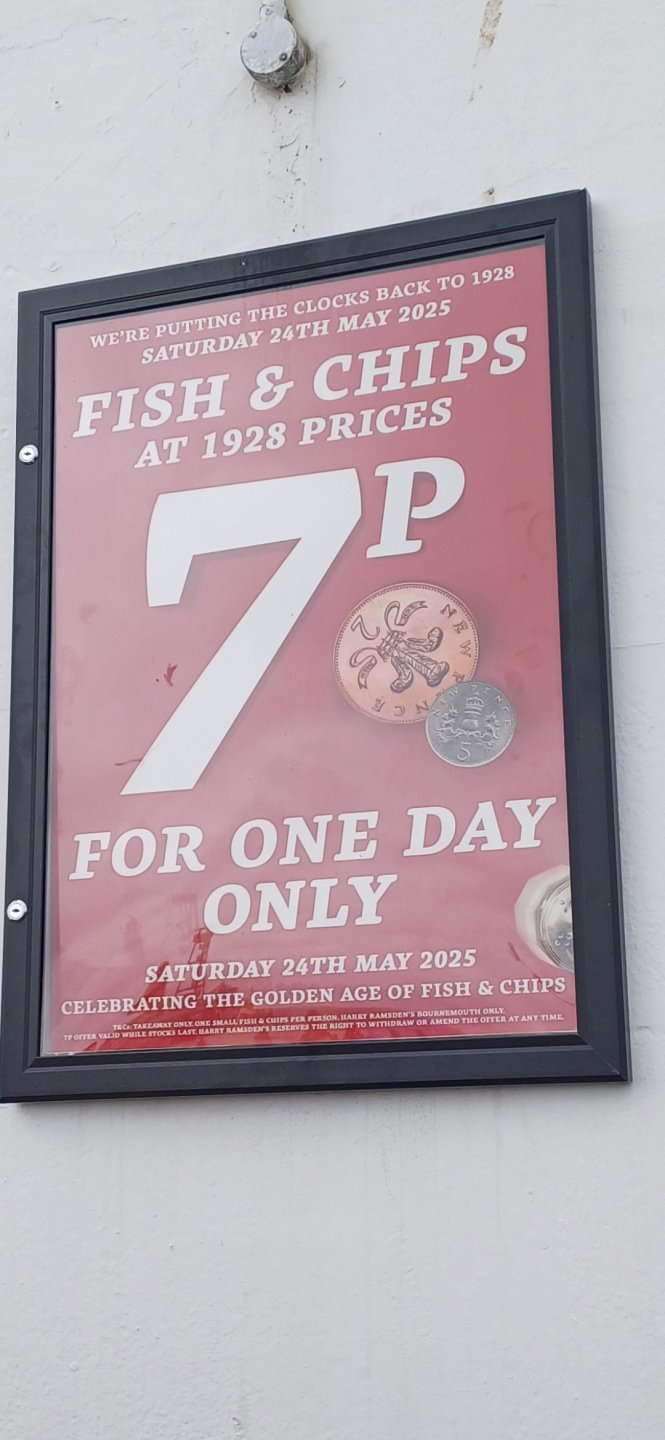 WE'RE PUTTING THE CLOCKS BACK TO 1928
SATURDAY 24TH MAY 2025
FISH & CHIPS
AT 1928 PRICES
7P
2 NEW PENCE
NEW PENCE
5
FOR ONE DAY
ONLY
SATURDAY 24TH MAY 2025
CELEBRATING THE GOLDEN AGE OF FISH & CHIPS
T&Cs: TAKEAWAY ONLY. ONE SMALL FISH & CHIPS PER PERSON, HARRY RAMSDEN'S BOURNEMOUTH ONLY.
7P OFFER VALID WHILE STOCKS LAST. HARRY RAMSDEN'S RESERVES THE RIGHT TO WITHDRAW OR AMEND THE OFFER AT ANY TIME.